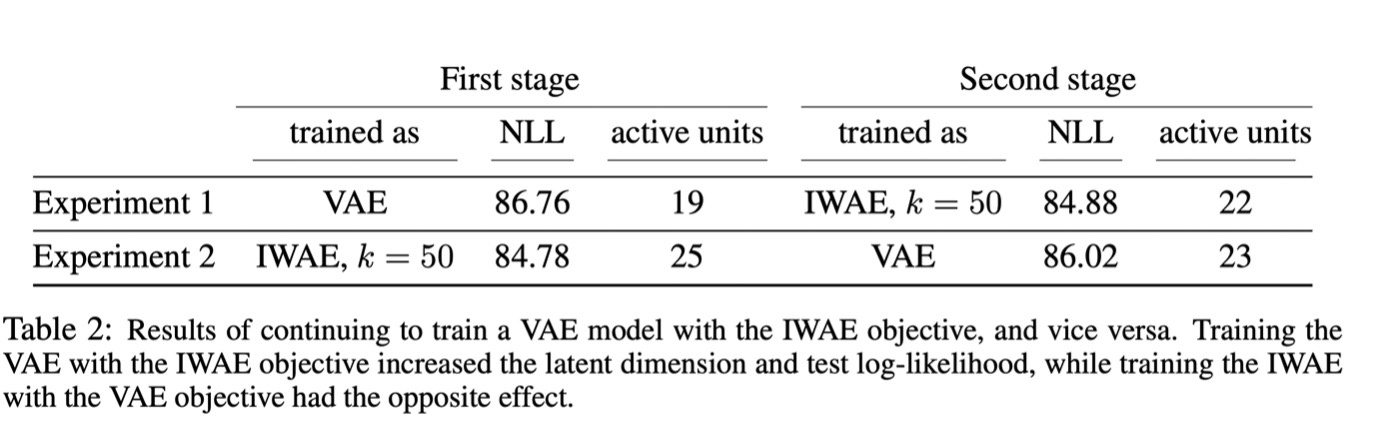 First stage Second stage
trained as NLL active units trained as NLL active units
Experiment 1 VAE 86.76 19 IWAE, k = 50 84.88 22
Experiment 2 IWAE, k = 50 84.78 25 VAE 86.02 23
Table 2: Results of continuing to train a VAE model with the IWAE objective, and vice versa. Training the
VAE with the IWAE objective increased the latent dimension and test log-likelihood, while training the IWAE
with the VAE objective had the opposite effect.